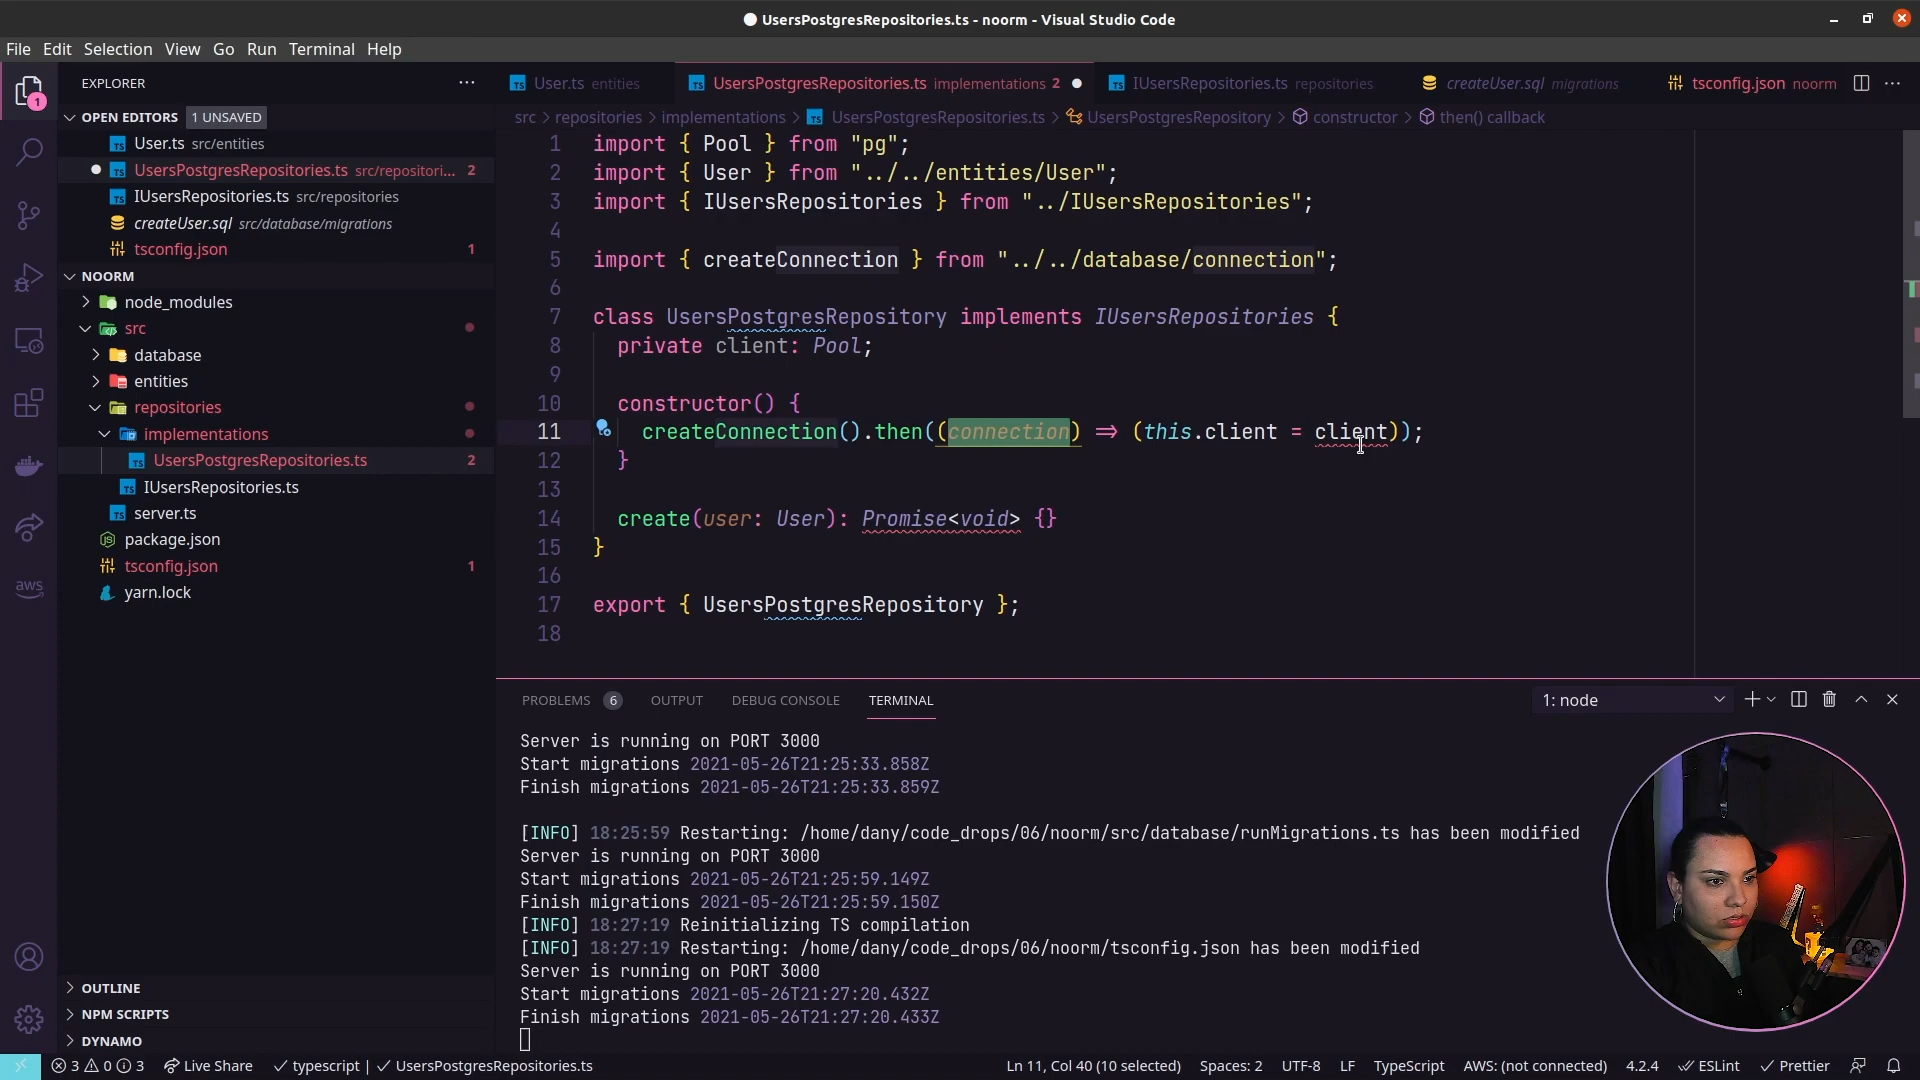 UsersPostgresRepositories.ts - noorm - Visual Studio Code
File Edit Selection View Go Run Terminal Help
EXPLORER
OPEN EDITORS 1 UNSAVED
User.ts src/entities
UsersPostgresRepositories.ts src/repositori... 2
IUsersRepositories.ts src/repositories
createUser.sql src/database/migrations
tsconfig.json 1
NOORM
node_modules
src
database
entities
repositories
implementations
UsersPostgresRepositories.ts 2
IUsersRepositories.ts
server.ts
package.json
tsconfig.json 1
yarn.lock
OUTLINE
NPM SCRIPTS
DYNAMO
1
aws
User.ts entities UsersPostgresRepositories.ts implementations 2 IUsersRepositories.ts repositories createUser.sql migrations tsconfig.json noorm
src > repositories > implementations > UsersPostgresRepositories.ts > UsersPostgresRepository > constructor > then() callback
1 import { Pool } from "pg";
2 import { User } from "../../entities/User";
3 import { IUsersRepositories } from "../IUsersRepositories";
4
5 import { createConnection } from "../../database/connection";
6
7 class UsersPostgresRepository implements IUsersRepositories {
8 private client: Pool;
9
10 constructor() {
11 createConnection().then((connection) => (this.client = client));
12 }
13
14 create(user: User): Promise<void> {}
15 }
16
17 export { UsersPostgresRepository };
18
PROBLEMS 6 OUTPUT DEBUG CONSOLE TERMINAL 1: node
Server is running on PORT 3000
Start migrations 2021-05-26T21:25:33.858Z
Finish migrations 2021-05-26T21:25:33.859Z
[INFO] 18:25:59 Restarting: /home/dany/code_drops/06/noorm/src/database/runMigrations.ts has been modified
Server is running on PORT 3000
Start migrations 2021-05-26T21:25:59.149Z
Finish migrations 2021-05-26T21:25:59.150Z
[INFO] 18:27:19 Reinitializing TS compilation
[INFO] 18:27:19 Restarting: /home/dany/code_drops/06/noorm/tsconfig.json has been modified
Server is running on PORT 3000
Start migrations 2021-05-26T21:27:20.432Z
Finish migrations 2021-05-26T21:27:20.433Z
3 0 3 Live Share typescript | UsersPostgresRepositories.ts Ln 11, Col 40 (10 selected) Spaces: 2 UTF-8 LF TypeScript AWS: (not connected) 4.2.4 ESLint Prettier